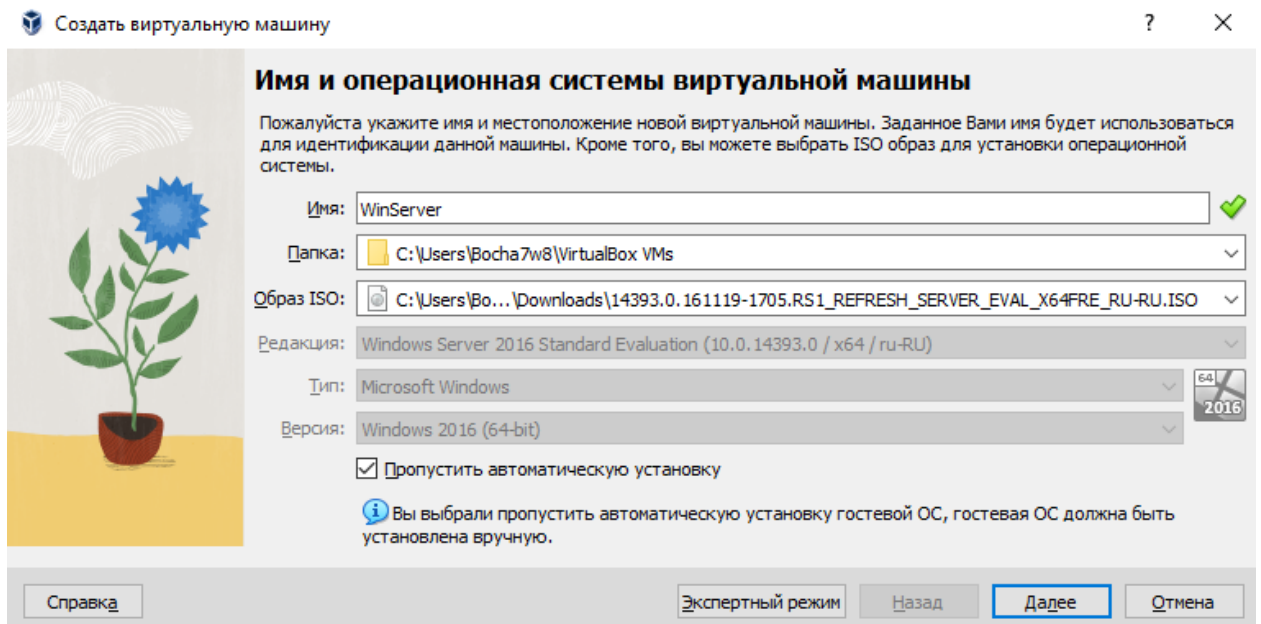 Создать виртуальную машину
Имя и операционная системы виртуальной машины
Пожалуйста укажите имя и местоположение новой виртуальной машины. Заданное Вами имя будет использоваться
для идентификации данной машины. Кроме того, вы можете выбрать ISO образ для установки операционной
системы.
Имя: WinServer
Папка: C:\Users\Bocha7w8\VirtualBox VMs
Образ ISO: C:\Users\Bo...\Downloads\14393.0.161119-1705.RS1_REFRESH_SERVER_EVAL_X64FRE_RU-RU.ISO
Редакция: Windows Server 2016 Standard Evaluation (10.0.14393.0 / x64 / ru-RU)
Тип: Microsoft Windows
64
2016
Версия: Windows 2016 (64-bit)
Пропустить автоматическую установку
Вы выбрали пропустить автоматическую установку гостевой ОС, гостевая ОС должна быть
установлена вручную.
Справка Экспертный режим Назад Далее Отмена